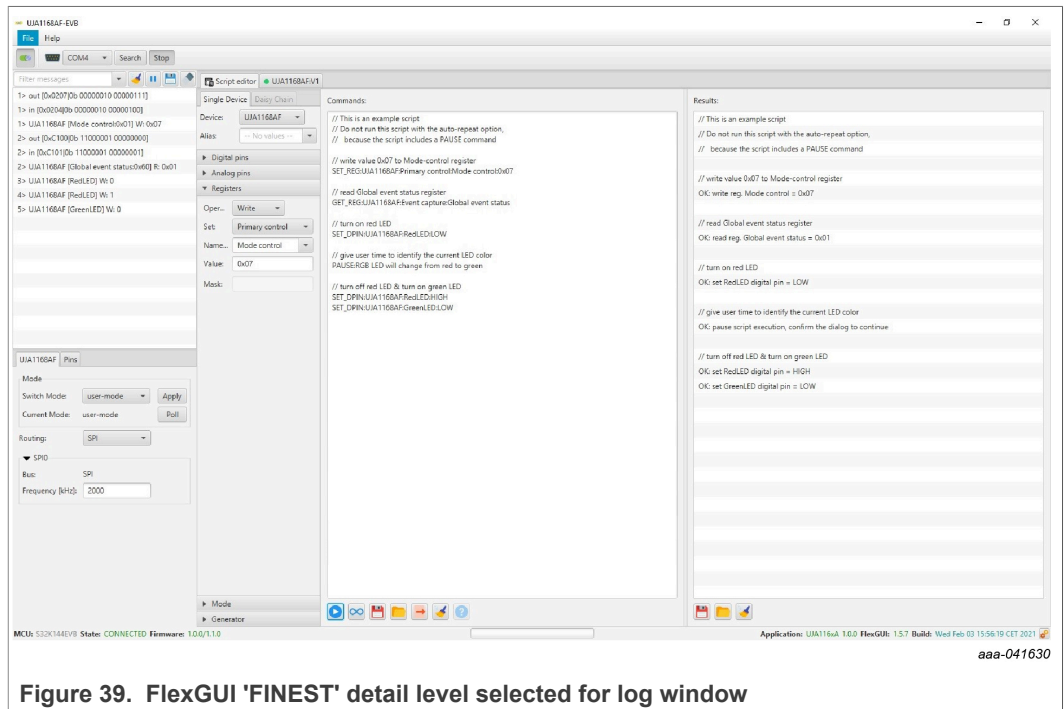 UJA1168AF-EVB
File Help
COM4 Search Stop
Filter messages
1> out [0x0207|0b 00000010 00000111]
1> in [0x0204|0b 00000010 00000100]
1> UJA1168AF [Mode control:0x01] W: 0x07
2> out [0xC100|0b 11000001 00000000]
2> in [0xC101|0b 11000001 00000001]
2> UJA1168AF [Global event status:0x60] R: 0x01
3> UJA1168AF [RedLED] W: 0
4> UJA1168AF [RedLED] W: 1
5> UJA1168AF [GreenLED] W: 0
UJA1168AF Pins
Mode
Switch Mode: user-mode Apply
Current Mode: user-mode Poll
Routing: SPI
SPI0
Bus: SPI
Frequency [kHz]: 2000
Script editor UJA1168AF:V1
Single Device Daisy Chain
Device: UJA1168AF
Alias: -- No values --
Digital pins
Analog pins
Registers
Oper... Write
Set: Primary control
Name... Mode control
Value: 0x07
Mask:
Mode
Generator
Commands:
// This is an example script
// Do not run this script with the auto-repeat option,
// because the script includes a PAUSE command
// write value 0x07 to Mode-control register
SET_REG:UJA1168AF:Primary control:Mode control:0x07
// read Global event status register
GET_REG:UJA1168AF:Event capture:Global event status
// turn on red LED
SET_DPIN:UJA1168AF:RedLED:LOW
// give user time to identify the current LED color
PAUSE:RGB LED will change from red to green
// turn off red LED & turn on green LED
SET_DPIN:UJA1168AF:RedLED:HIGH
SET_DPIN:UJA1168AF:GreenLED:LOW
Results:
// This is an example script
// Do not run this script with the auto-repeat option,
// because the script includes a PAUSE command
// write value 0x07 to Mode-control register
OK: write reg. Mode control = 0x07
// read Global event status register
OK: read reg. Global event status = 0x01
// turn on red LED
OK: set RedLED digital pin = LOW
// give user time to identify the current LED color
OK: pause script execution, confirm the dialog to continue
// turn off red LED & turn on green LED
OK: set RedLED digital pin = HIGH
OK: set GreenLED digital pin = LOW
MCU: S32K144EVB State: CONNECTED Firmware: 1.0.0/1.1.0
Application: UJA116xA 1.0.0 FlexGUI: 1.5.7 Build: Wed Feb 03 15:56:19 CET 2021
aaa-041630
Figure 39. FlexGUI 'FINEST' detail level selected for log window